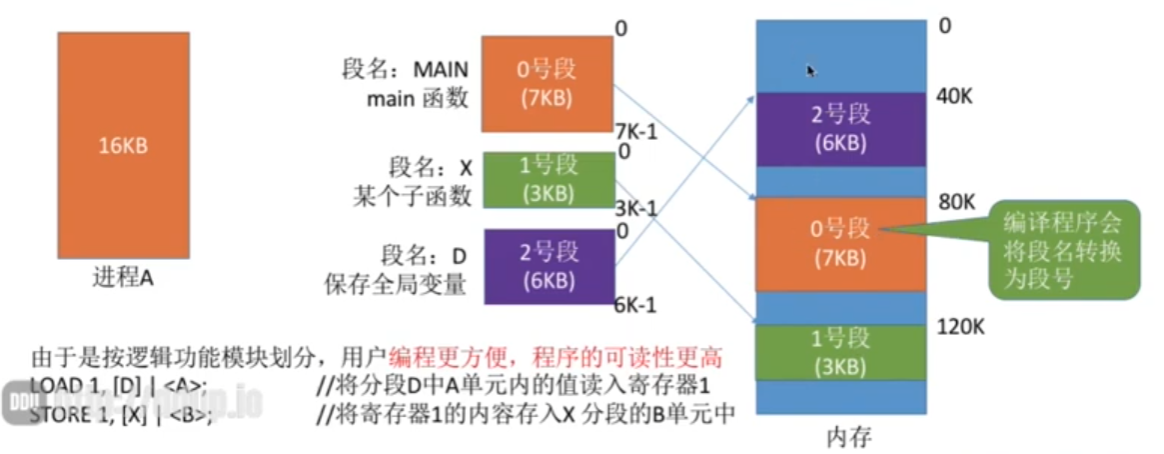 16KB
进程A
段名：MAIN
main 函数
0号段
(7KB)
0
7K-1
段名：X
某个子函数
1号段
(3KB)
0
3K-1
段名：D
保存全局变量
2号段
(6KB)
0
6K-1
0
40K
2号段
(6KB)
80K
0号段
(7KB)
编译程序会
将段名转换
为段号
120K
1号段
(3KB)
内存
由于是按逻辑功能模块划分，用户编程更方便，程序的可读性更高
LOAD 1, [D] | <A>; //将分段D中A单元内的值读入寄存器1
STORE 1, [X] | <B>; //将寄存器1的内容存入X 分段的B单元中